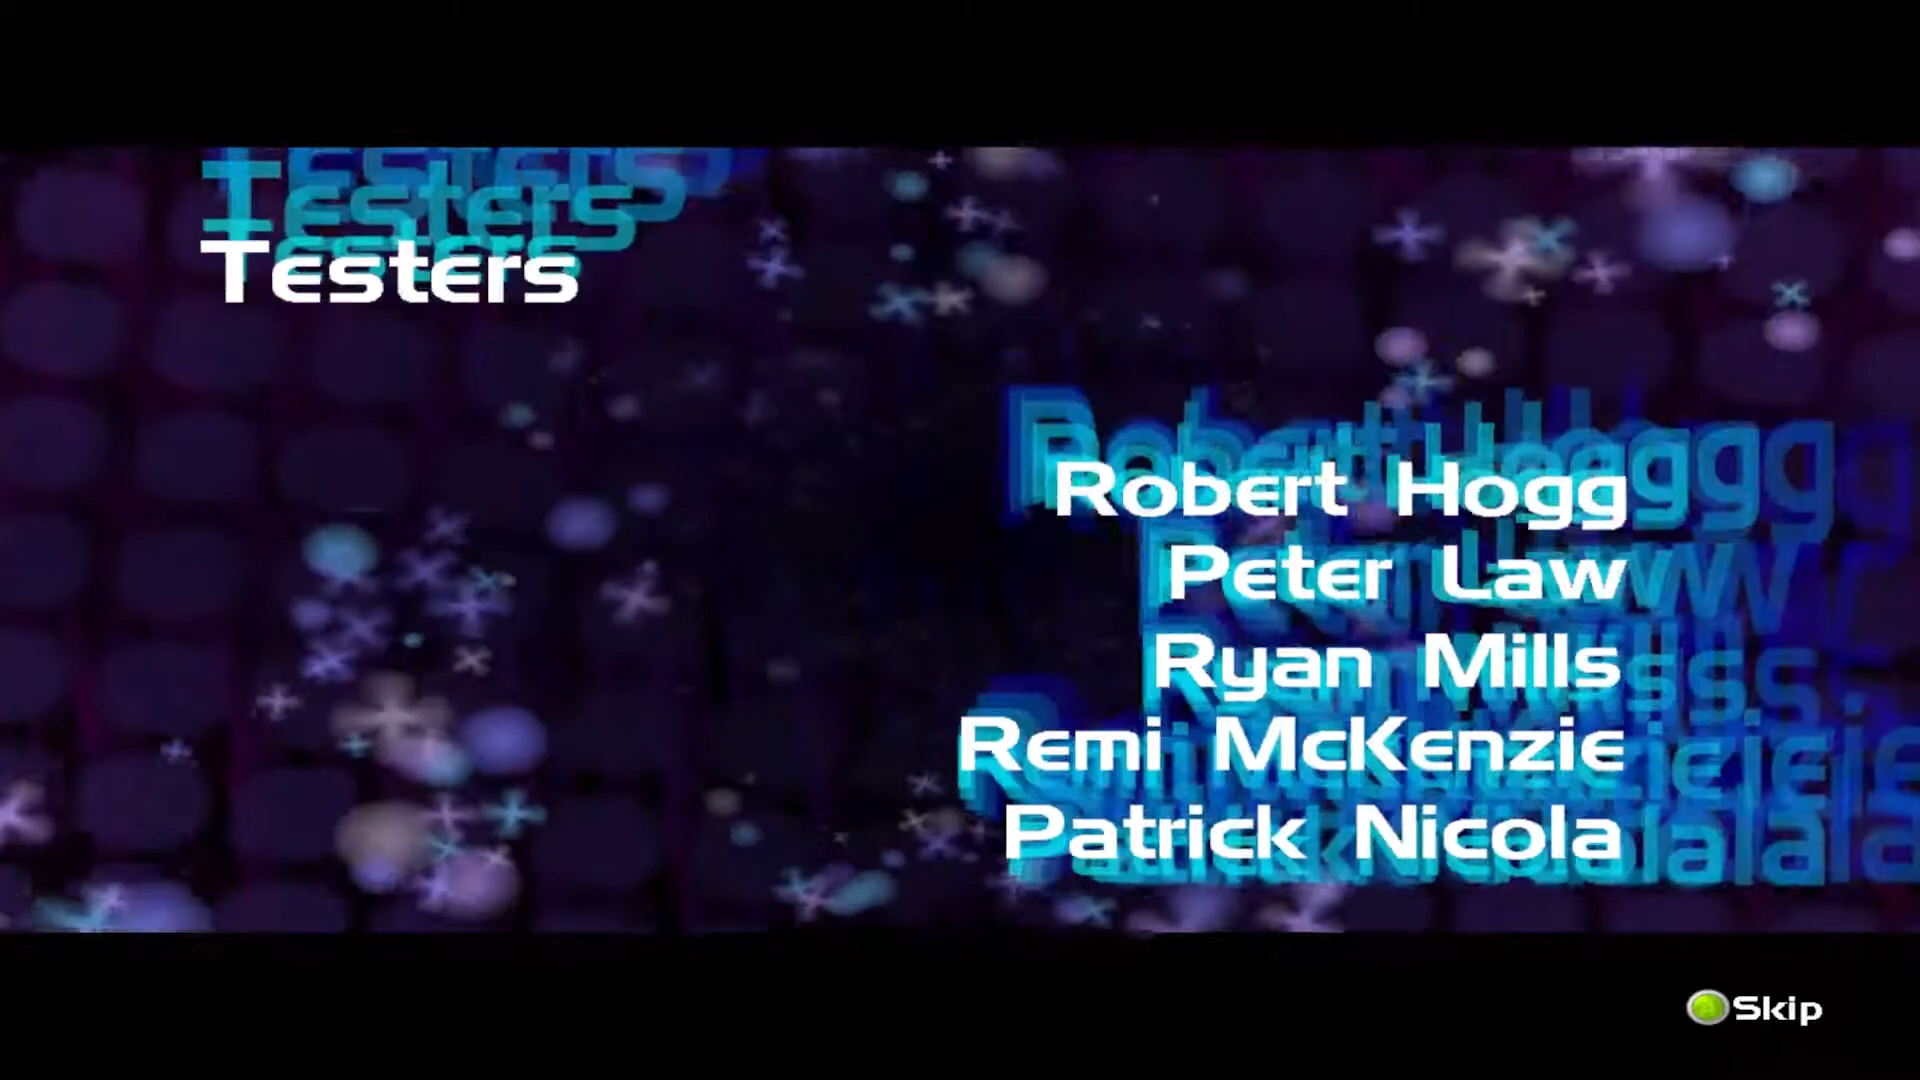 Testers
Robert Hogg
Peter Law
Ryan Mills
Remi McKenzie
Patrick Nicola
Skip